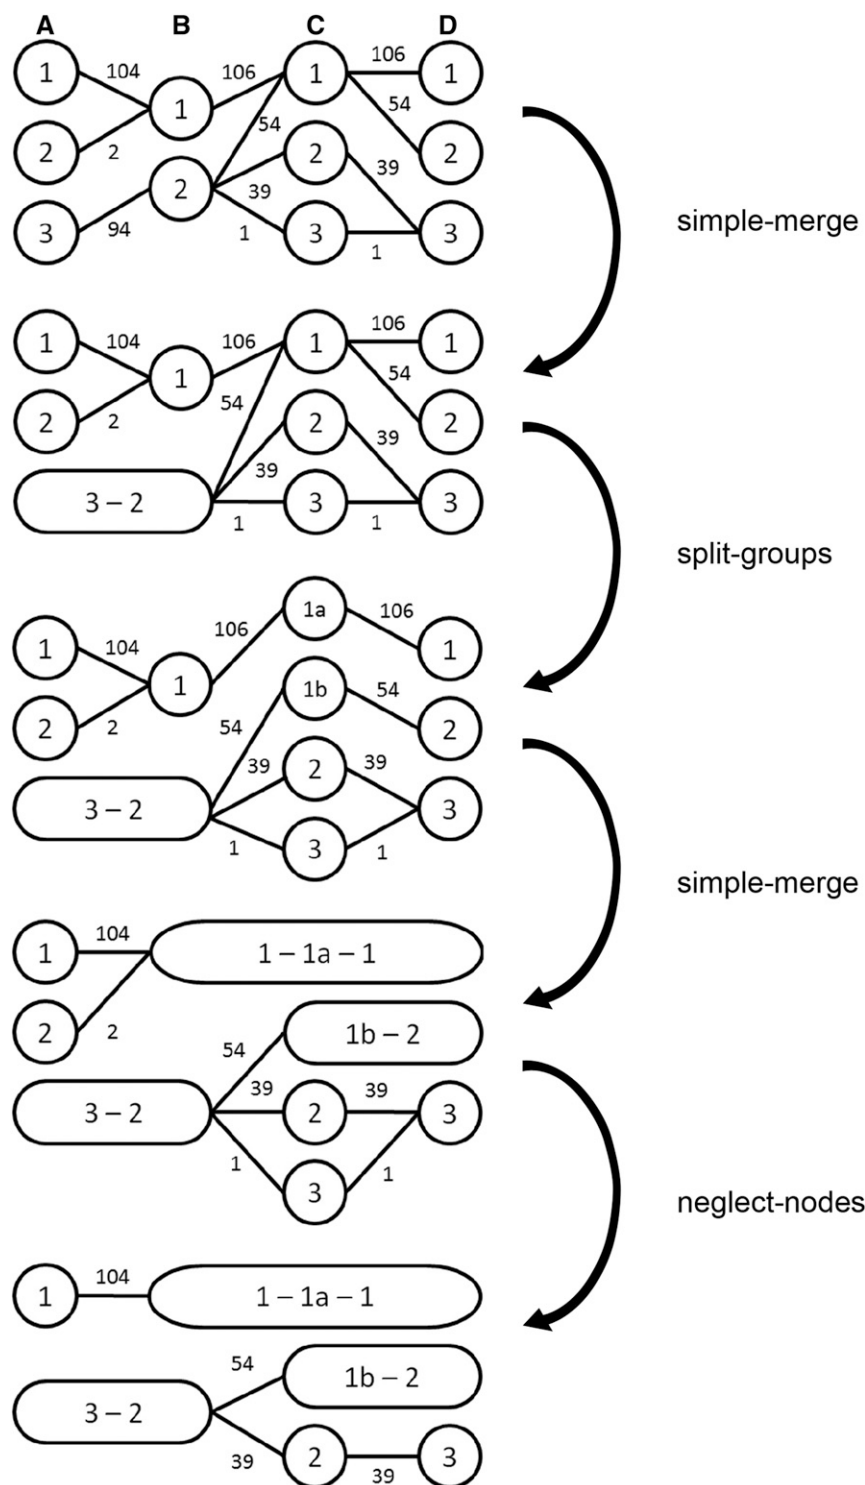 A B C D
1 104 1 106 1 106 1
2 2 54 2 54 2
3 94 2 39 1 3 39 1 3
simple-merge
1 104 1 106 1 106 1
2 2 54 2 54 2
3 – 2 39 1 3 39 1 3
split-groups
1 104 1 106 1a 106 1
2 2 54 1b 54 2
3 – 2 39 2 39 3
1 3 1
simple-merge
1 104 1 – 1a – 1
2 2 54 1b – 2
3 – 2 39 2 39 3
1 3 1
neglect-nodes
1 104 1 – 1a – 1
3 – 2 54 1b – 2
39 2 39 3